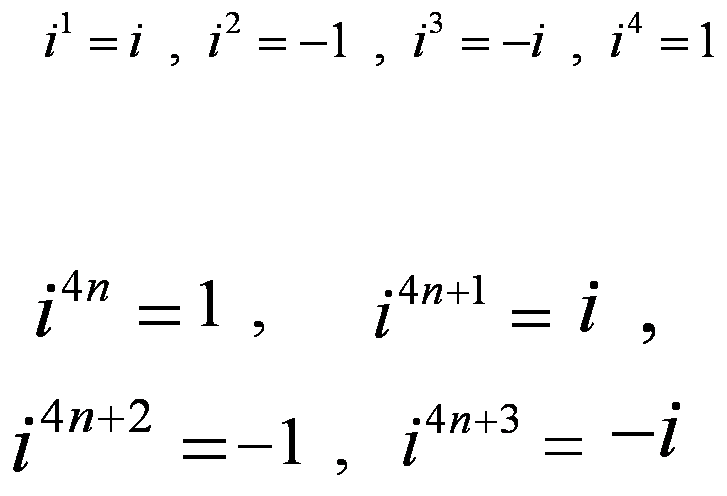 i¹ = i , i² = −1 , i³ = −i , i⁴ = 1
i⁴ⁿ = 1 , i⁴ⁿ⁺¹ = i ,
i⁴ⁿ⁺² = −1 , i⁴ⁿ⁺³ = −i